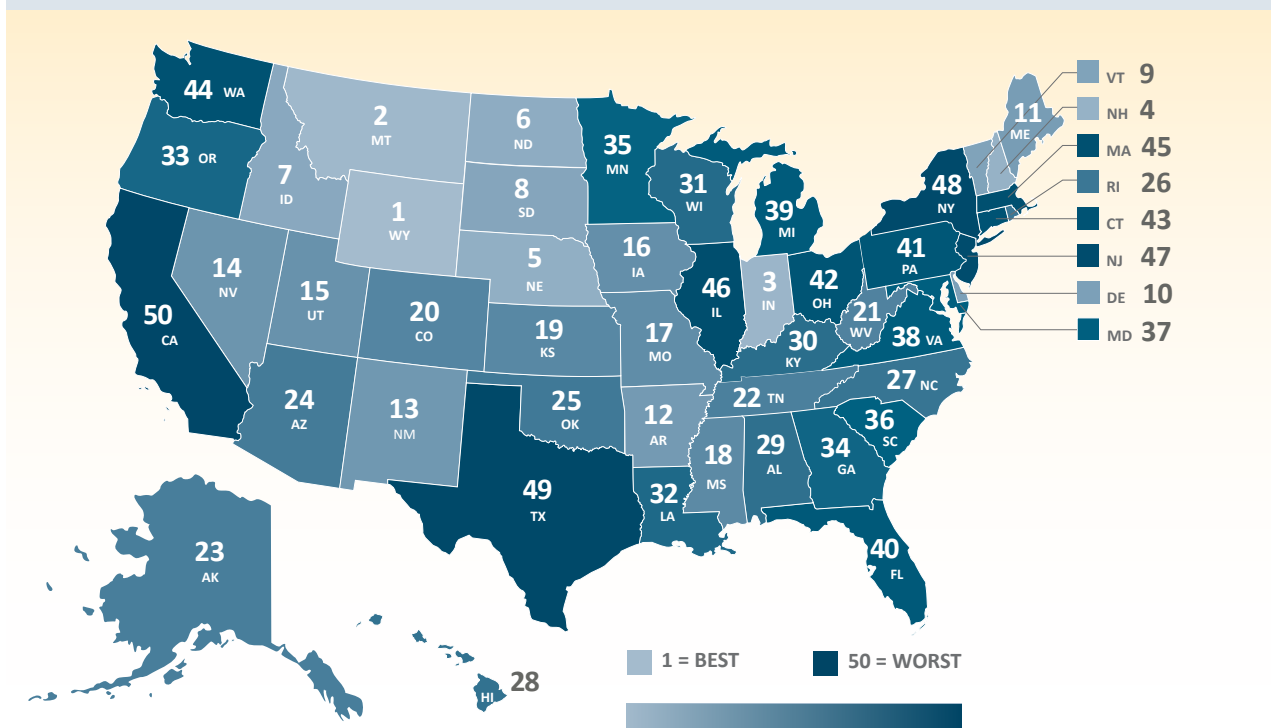 44 WA
33 OR
50
CA
14
NV
7
ID
2
MT
1
WY
15
UT
24
AZ
20
CO
13
NM
6
ND
8
SD
5
NE
19
KS
25
OK
49
TX
35
MN
16
IA
17
MO
12
AR
32
LA
31
WI
46
IL
39
MI
3
IN
42
OH
30
KY
22 TN
18
MS
29
AL
34
GA
40
FL
36
SC
27 NC
38 VA
21
WV
41
PA
48
NY
11
ME
VT 9
NH 4
MA 45
RI 26
CT 43
NJ 47
DE 10
MD 37
23
AK
HI 28
1 = BEST
50 = WORST